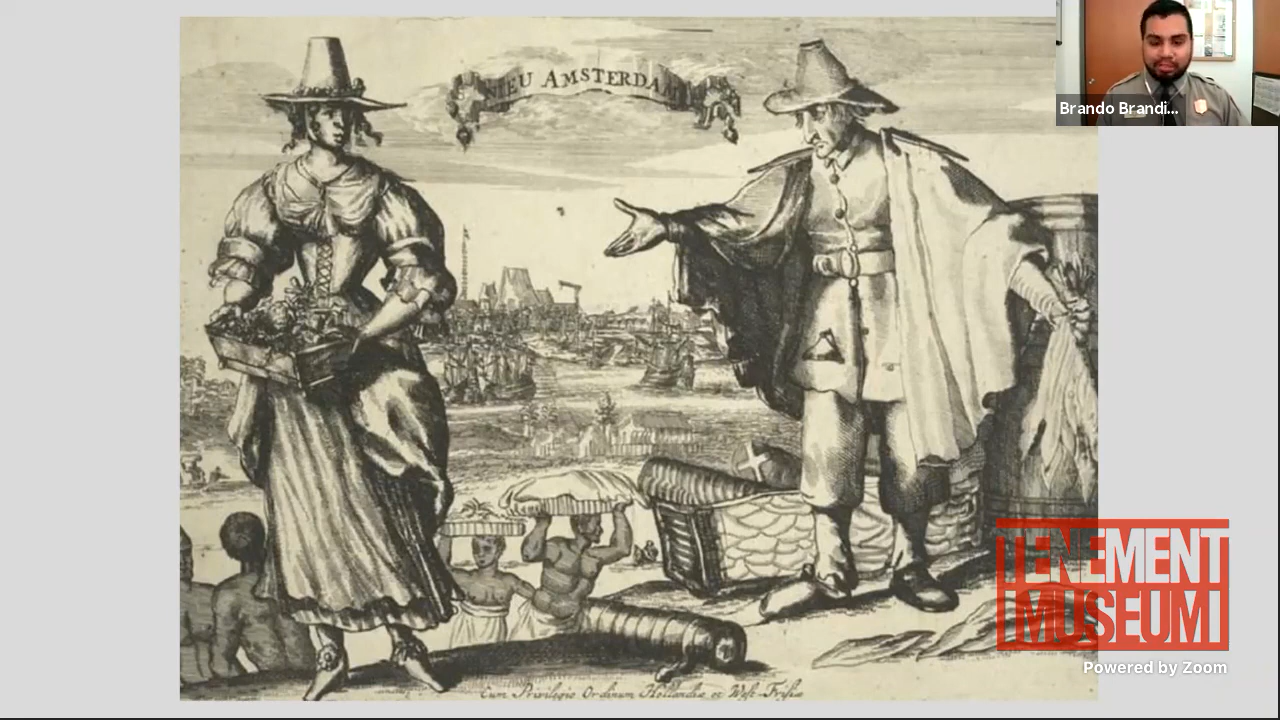 NIEU AMSTERDAM
Brando Brandi...
TENEMENT
MUSEUM
Powered by Zoom
Cum Privilegio Ordinum Hollandiæ et West-Frisiæ